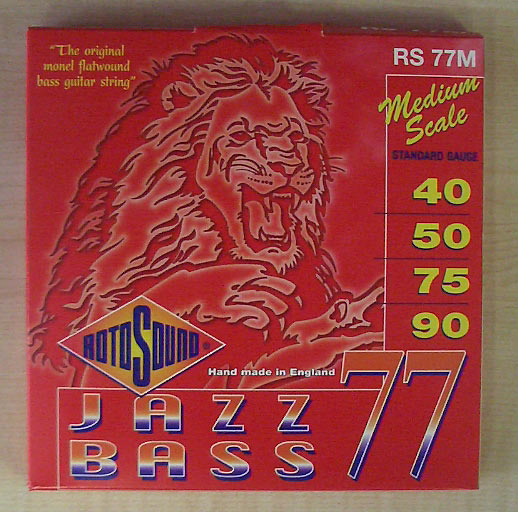 "The original
monel flatwound
bass guitar string"
RS 77M
Medium
Scale
STANDARD GAUGE
40
50
75
90
ROTOSOUND®
Hand made in England
JAZZ
BASS
77